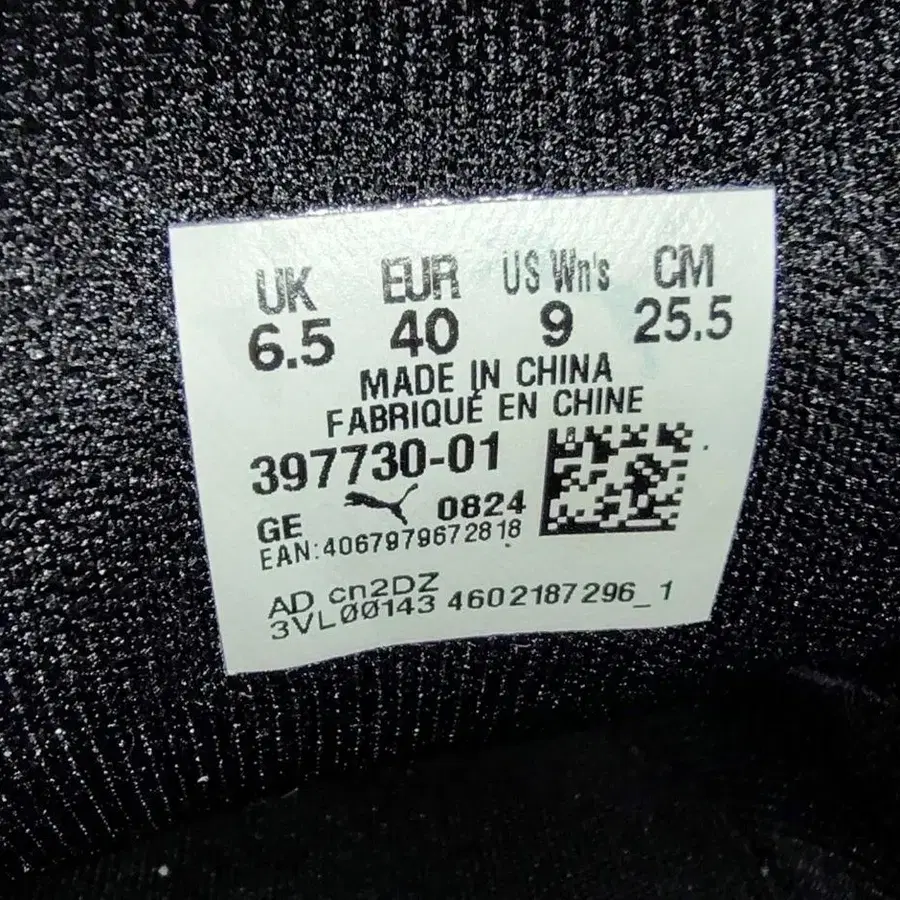 UK EUR US Wn's CM
6.5 40 9 25.5
MADE IN CHINA
FABRIQUÉ EN CHINE
397730-01
GE 0824
EAN:4067979672818
AD cn2DZ
3VL00143 4602187296_1